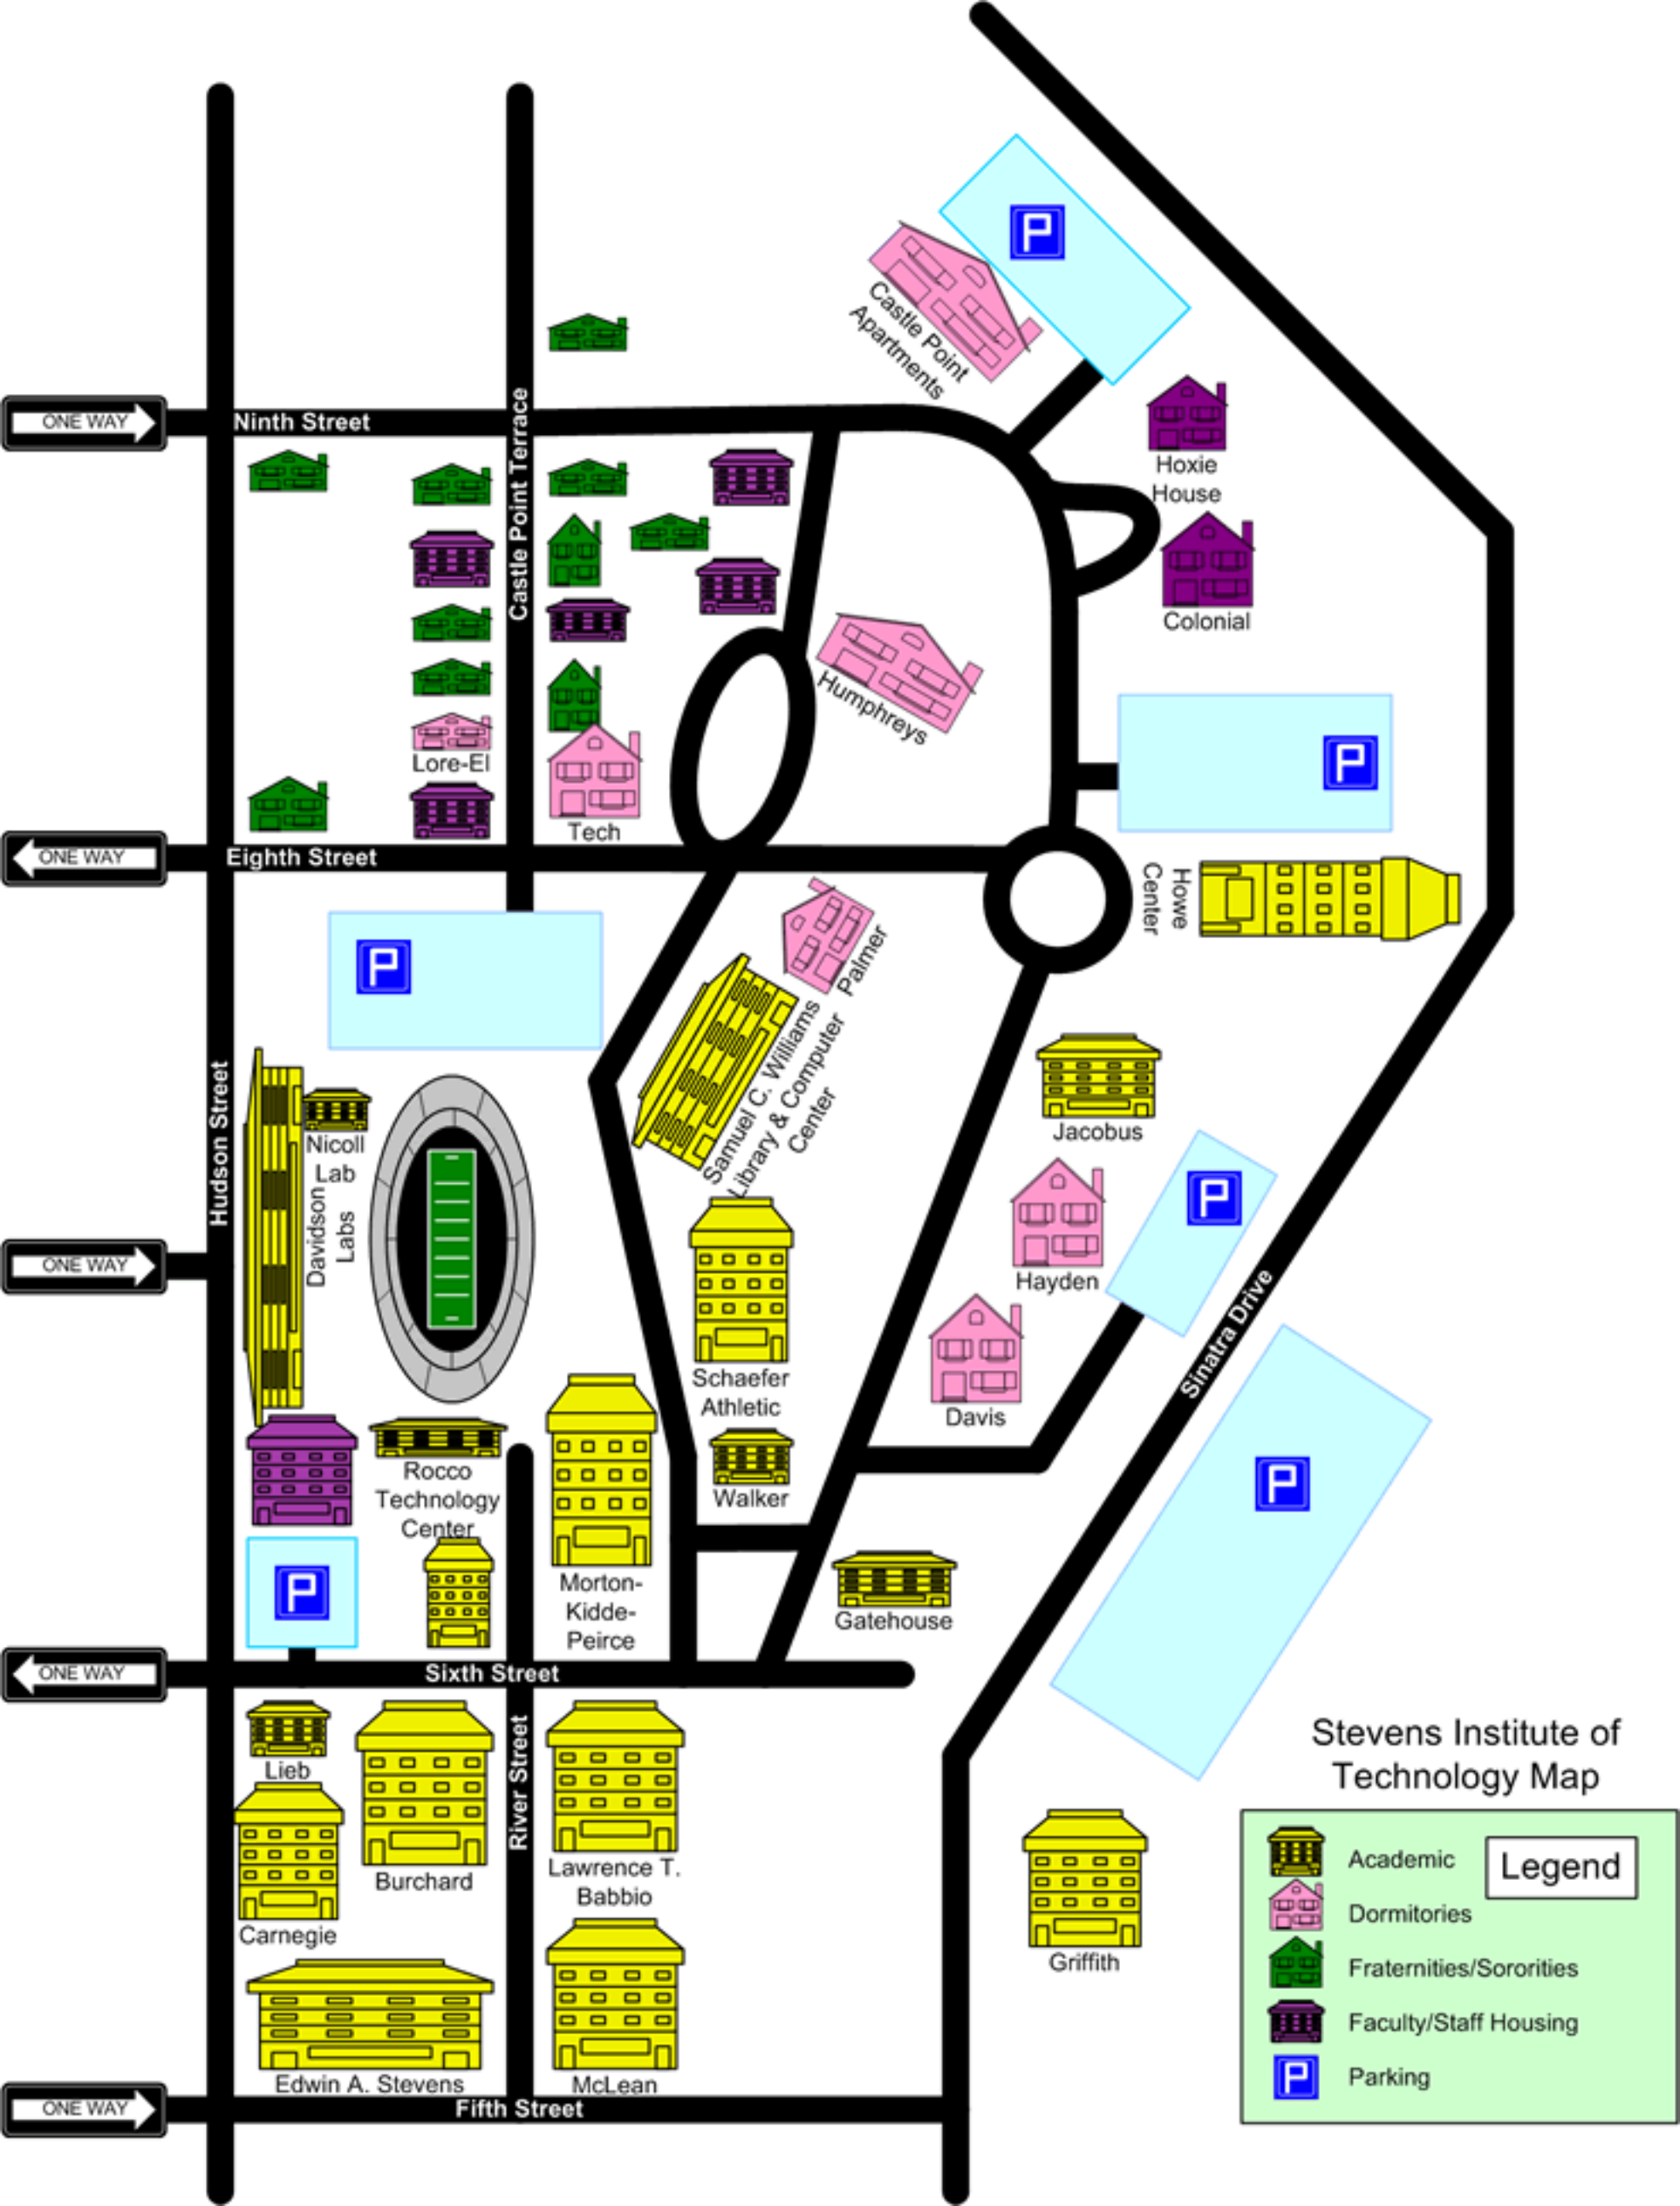 P
Castle Point
Apartments
ONE WAY
Ninth Street
Castle Point Terrace
Hoxie
House
Colonial
Humphreys
Lore-El
Tech
P
ONE WAY
Eighth Street
Howe
Center
P
Palmer
Samuel C. Williams
Library & Computer
Center
Jacobus
Hudson Street
Nicoll
Lab
Davidson
Labs
P
ONE WAY
Hayden
Sinatra Drive
Schaefer
Athletic
Davis
Rocco
Technology
Center
Walker
P
P
Morton-
Kidde-
Peirce
Gatehouse
ONE WAY
Sixth Street
River Street
Lieb
Burchard
Lawrence T.
Babbio
Carnegie
Griffith
Edwin A. Stevens
McLean
ONE WAY
Fifth Street
Stevens Institute of
Technology Map
Legend
Academic
Dormitories
Fraternities/Sororities
Faculty/Staff Housing
P
Parking